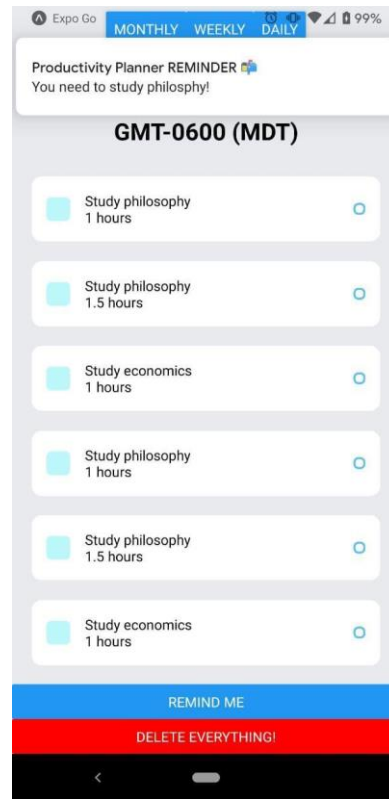 Expo Go
99%
MONTHLY WEEKLY DAILY
Productivity Planner REMINDER 📬
You need to study philosphy!
GMT-0600 (MDT)
Study philosophy
1 hours
Study philosophy
1.5 hours
Study economics
1 hours
Study philosophy
1 hours
Study philosophy
1.5 hours
Study economics
1 hours
REMIND ME
DELETE EVERYTHING!